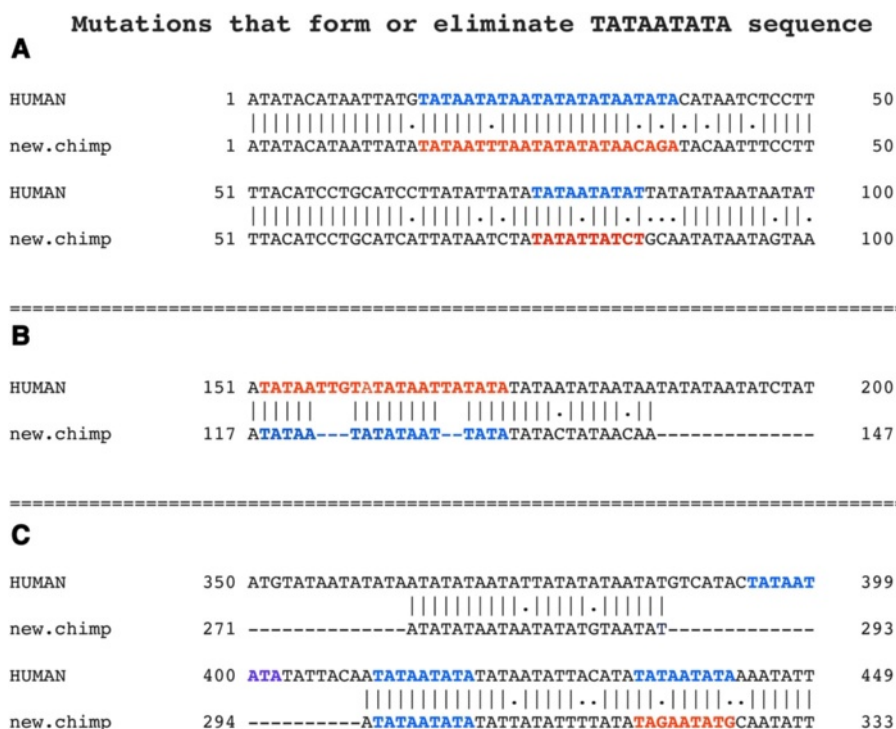 Mutations that form or eliminate TATAATATA sequence
A
HUMAN 1 ATATACATAATTATGTATAATATAATATATATAATATACATAATCTCCTT 50
||||||||||||||.||||||.||||||||||||.|.|.|.|||.|||||
new.chimp 1 ATATACATAATTATATATAATTTAATATATATAACAGATACAATTTCCTT 50
HUMAN 51 TTACATCCTGCATCCTTATATTATATATAATATATTATATATAATAATAT 100
||||||||||||||.|||||.|.||||||.|||.|...||||||||.||.
new.chimp 51 TTACATCCTGCATCATTATAATCTATATATTATCTGCAATATAATAGTAA 100
================================================================================
B
HUMAN 151 ATATAATTGTATATAATTATATATATAATATAATAATATATAATATCTAT 200
|||||| |||||||| ||||||||.|||||.||
new.chimp 117 ATATAA---TATATAAT--TATATATACTATAACAA-------------- 147
================================================================================
C
HUMAN 350 ATGTATAATATATAATATATAATATTATATATAATATGTCATACTATAAT 399
||||||||||.|||||.||||||
new.chimp 271 --------------ATATATAATAATATATGTAATAT------------- 293
HUMAN 400 ATATATTACAATATAATATATATAATATTACATATATAATATAAAATATT 449
|||||||||||||.|||||..|||||.|||||..||||||
new.chimp 294 ----------ATATAATATATATTATATTTTATATAGAATATGCAATATT 333